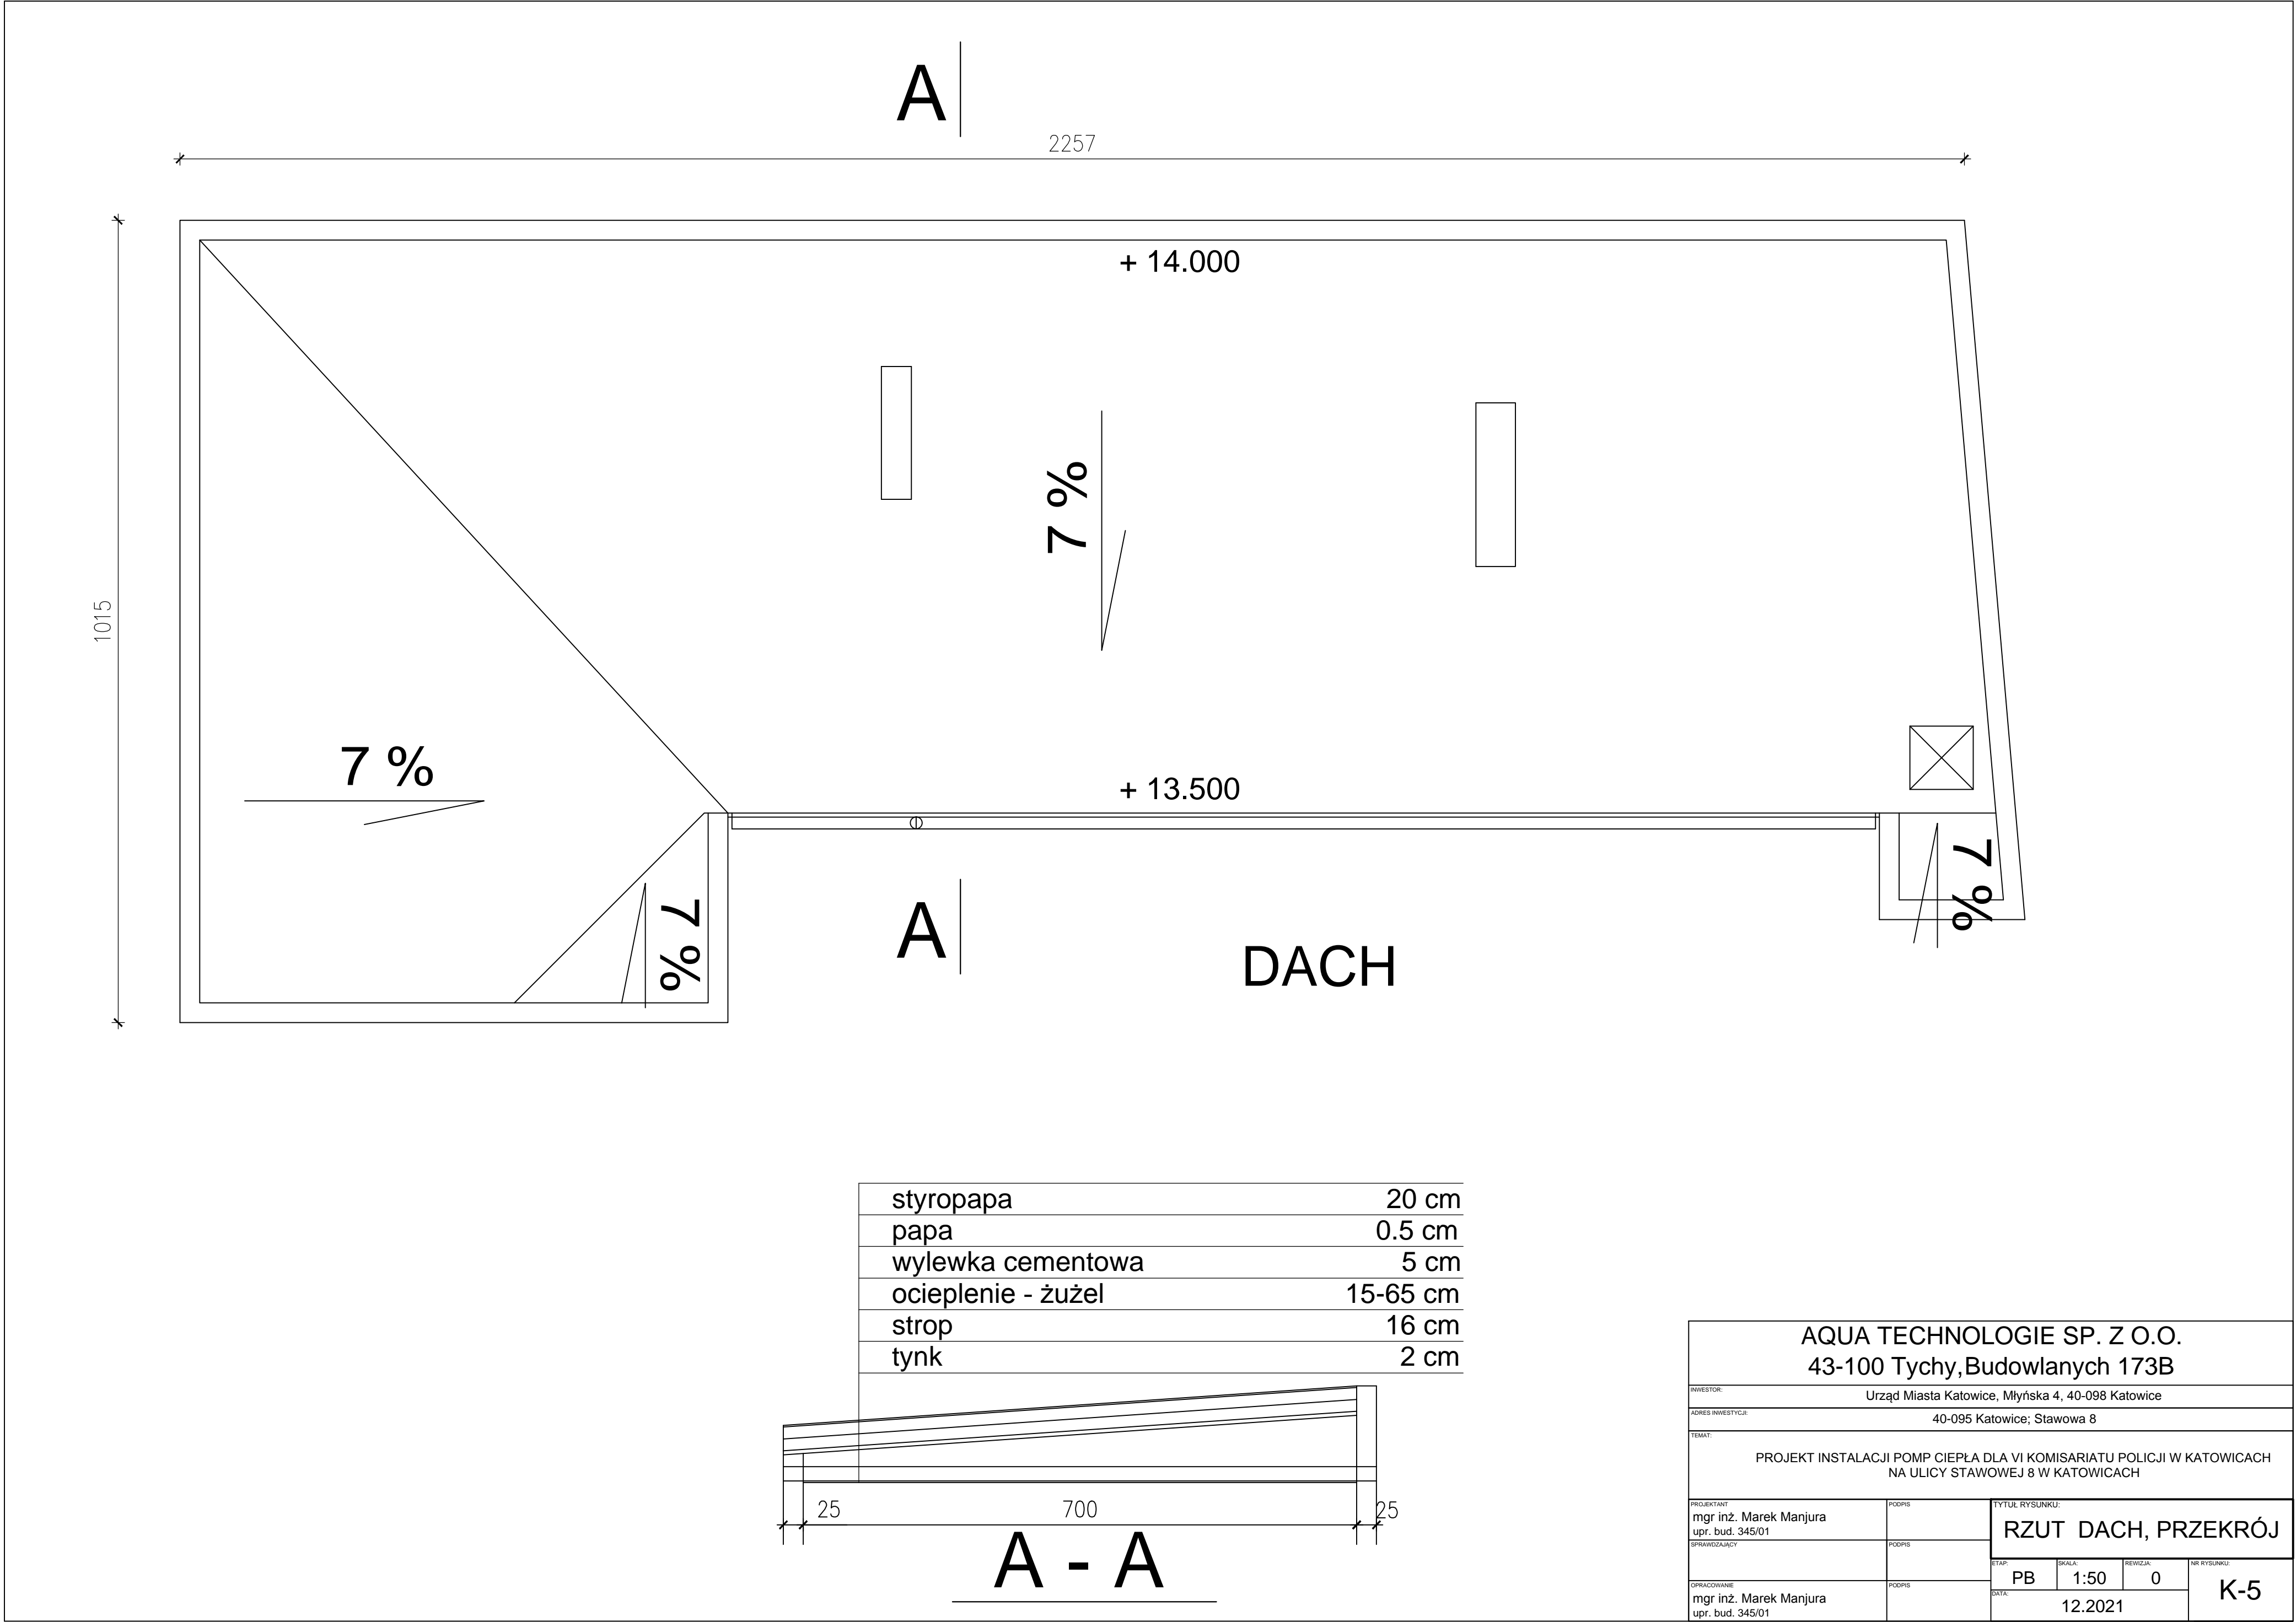 A
2257
+ 14.000
1015
7 %
7 %
+ 13.500
7 %
7 %
A
DACH
styropapa 20 cm
papa 0.5 cm
wylewka cementowa 5 cm
ocieplenie - żużel 15-65 cm
strop 16 cm
tynk 2 cm
25 700 25
A - A
AQUA TECHNOLOGIE SP. Z O.O.
43-100 Tychy,Budowlanych 173B
INWESTOR:
Urząd Miasta Katowice, Młyńska 4, 40-098 Katowice
ADRES INWESTYCJI:
40-095 Katowice; Stawowa 8
TEMAT:
PROJEKT INSTALACJI POMP CIEPŁA DLA VI KOMISARIATU POLICJI W KATOWICACH
NA ULICY STAWOWEJ 8 W KATOWICACH
PROJEKTANT PODPIS
mgr inż. Marek Manjura
upr. bud. 345/01
SPRAWDZAJĄCY PODPIS
OPRACOWANIE PODPIS
mgr inż. Marek Manjura
upr. bud. 345/01
TYTUŁ RYSUNKU:
RZUT DACH, PRZEKRÓJ
ETAP: SKALA: REWIZJA: NR RYSUNKU:
PB 1:50 0 K-5
DATA:
12.2021